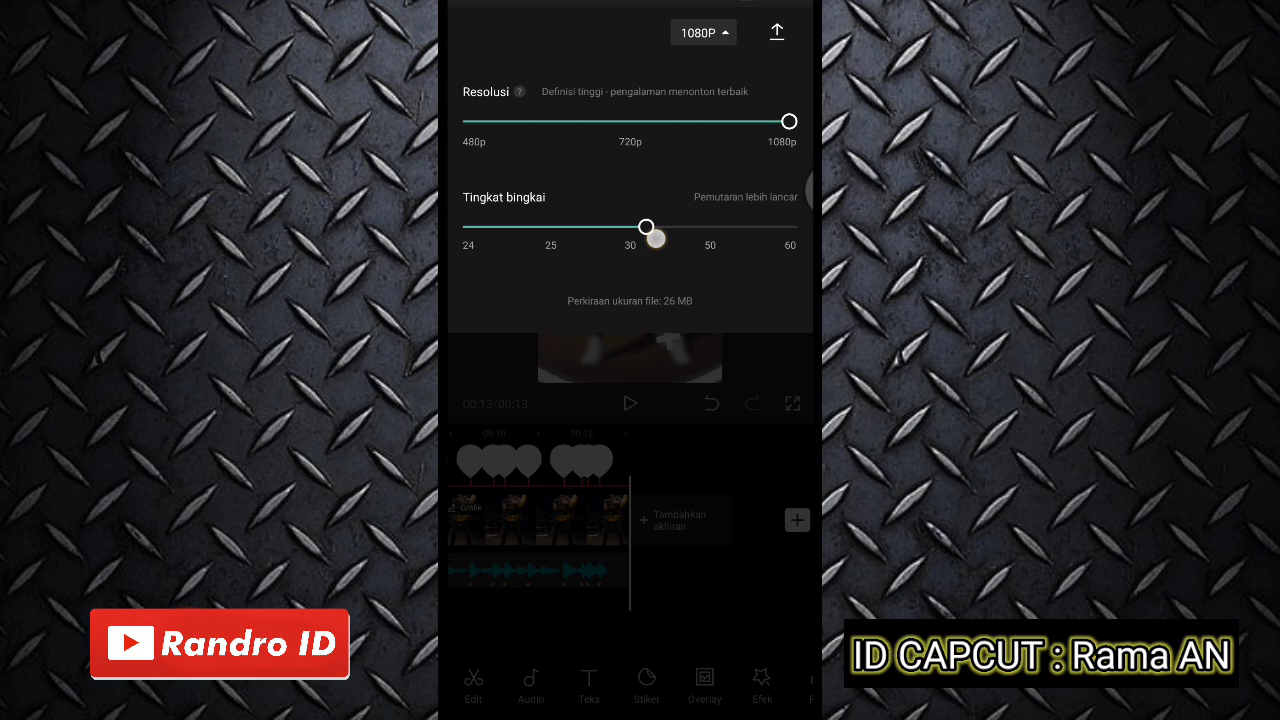 1080P
Resolusi ? Definisi tinggi - pengalaman menonton terbaik
480p 720p 1080p
Tingkat bingkai Pemutaran lebih lancar
24 25 30 50 60
Perkiraan ukuran file: 26 MB
00:13/00:13
00:10 00:12
Grafik
+ Tambahkan
akhiran
Randro ID
ID CAPCUT : Rama AN
Edit Audio Teks Stiker Overlay Efek